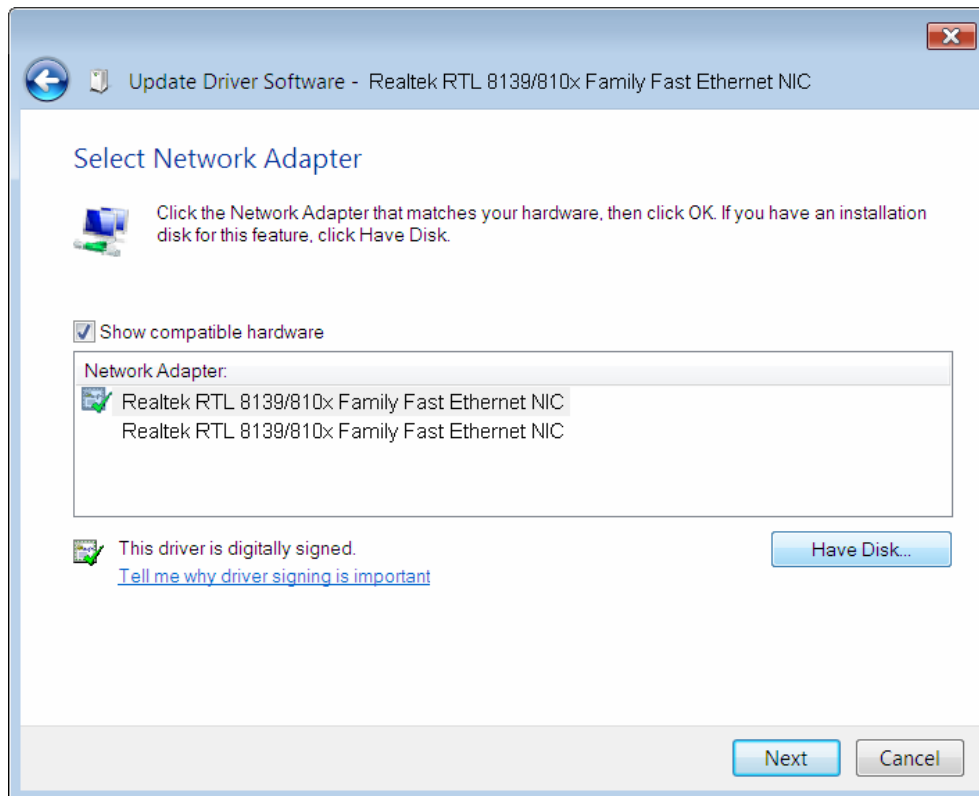 Update Driver Software - Realtek RTL 8139/810x Family Fast Ethernet NIC
Select Network Adapter
Click the Network Adapter that matches your hardware, then click OK. If you have an installation
disk for this feature, click Have Disk.
Show compatible hardware
Network Adapter:
Realtek RTL 8139/810x Family Fast Ethernet NIC
Realtek RTL 8139/810x Family Fast Ethernet NIC
This driver is digitally signed.
Have Disk...
Tell me why driver signing is important
Next
Cancel